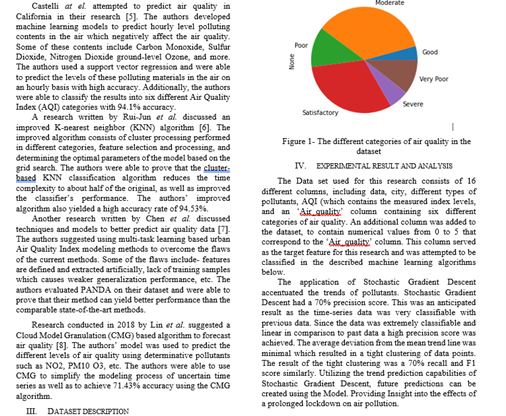 Castelli at el. attempted to predict air quality in
California in their research [5]. The authors developed
machine learning models to predict hourly level polluting
contents in the air which negatively affect the air quality.
Some of these contents include Carbon Monoxide, Sulfur
Dioxide, Nitrogen Dioxide ground-level Ozone, and more.
The authors used a support vector regression and were able
to predict the levels of these polluting materials in the air on
an hourly basis with high accuracy. Additionally, the authors
were able to classify the results into six different Air Quality
Index (AQI) categories with 94.1% accuracy.
A research written by Rui-Jun et al. discussed an
improved K-nearest neighbor (KNN) algorithm [6]. The
improved algorithm consists of cluster processing performed
in different categories, feature selection and processing, and
determining the optimal parameters of the model based on the
grid search. The authors were able to prove that the cluster-
based KNN classification algorithm reduces the time
complexity to about half of the original, as well as improved
the classifier's performance. The authors' improved
algorithm also yielded a high accuracy rate of 94.53%.
Another research written by Chen et al. discussed
techniques and models to better predict air quality data [7].
The authors suggested using multi-task learning based urban
Air Quality Index modeling methods to overcome the flaws
of the current methods. Some of the flaws include- features
are defined and extracted artificially, lack of training samples
which causes weaker generalization performance, etc. The
authors evaluated PANDA on their dataset and were able to
prove that their method can yield better performance than the
comparable state-of-the-art methods.
Research conducted in 2018 by Lin et al. suggested a
Cloud Model Granulation (CMG) based algorithm to forecast
air quality [8]. The authors' model was used to predict the
different levels of air quality using determinative pollutants
such as NO2, PM10 O3, etc. The authors were able to use
CMG to simplify the modeling process of uncertain time
series as well as to achieve 71.43% accuracy using the CMG
algorithm.
III. DATASET DESCRIPTION
Moderate
Poor
Good
None
Very Poor
Severe
Satisfactory
Figure 1- The different categories of air quality in the
dataset
IV. EXPERIMENTAL RESULT AND ANALYSIS
The Data set used for this research consists of 16
different columns, including data, city, different types of
pollutants, AQI (which contains the measured index levels,
and an 'Air_quality' column containing six different
categories of air quality. An additional column was added to
the dataset, to contain numerical values from 0 to 5 that
correspond to the 'Air_quality' column. This column served
as the target feature for this research and was attempted to be
classified in the described machine learning algorithms
below.
The application of Stochastic Gradient Descent
accentuated the trends of pollutants. Stochastic Gradient
Descent had a 70% precision score. This was an anticipated
result as the time-series data was very classifiable with
previous data. Since the data was extremely classifiable and
linear in comparison to past data a high precision score was
achieved. The average deviation from the mean trend line was
minimal which resulted in a tight clustering of data points.
The result of the tight clustering was a 70% recall and F1
score similarly. Utilizing the trend prediction capabilities of
Stochastic Gradient Descent, future predictions can be
created using the Model. Providing Insight into the effects of
a prolonged lockdown on air pollution.